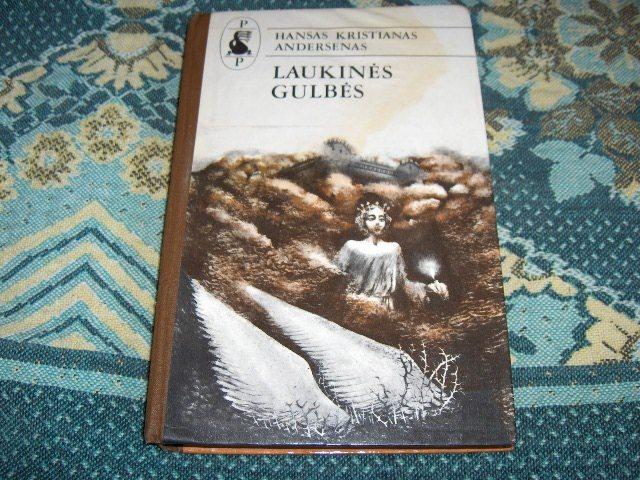 P
P
HANSAS KRISTIANAS
ANDERSENAS
LAUKINĖS
GULBĖS